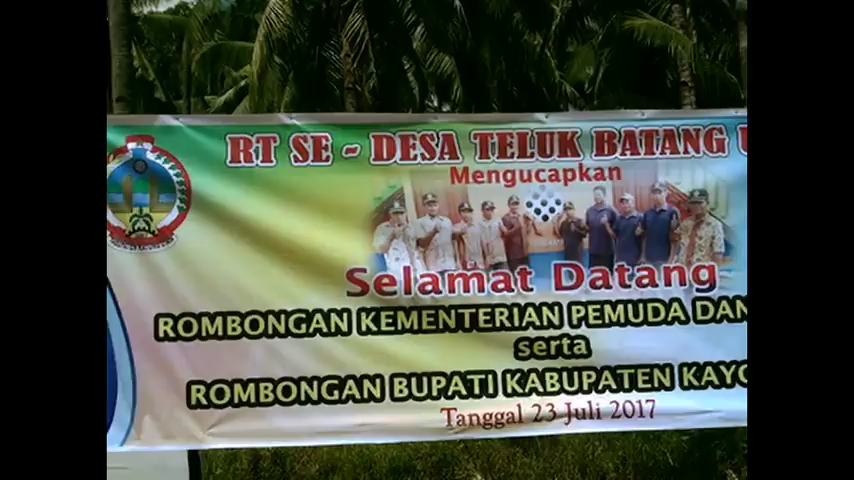 RT SE - DESA TELUK BATANG
Mengucapkan
Selamat Datang
ROMBONGAN KEMENTERIAN PEMUDA DAN
serta
ROMBONGAN BUPATI KABUPATEN
Tanggal 23 Juli 2017